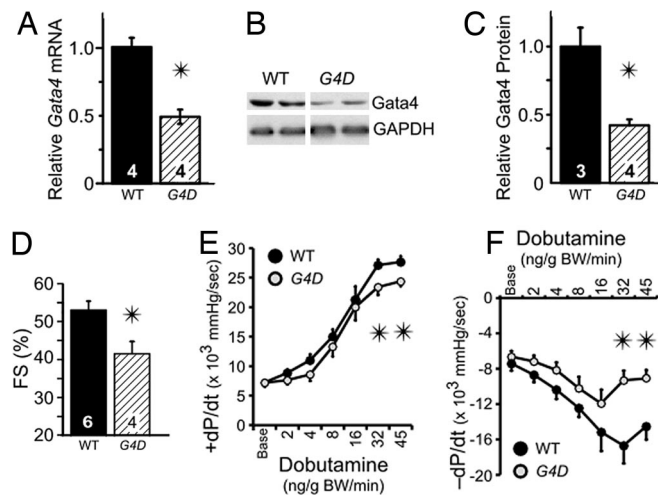 A
Relative Gata4 mRNA
1.0
0.5
0
4
4
WT
G4D
B
WT
G4D
Gata4
GAPDH
C
Relative Gata4 Protein
1.0
0.5
0
3
4
WT
G4D
D
FS (%)
60
50
40
30
20
6
4
WT
G4D
E
+dP/dt (x 10³ mmHg/sec)
30
25
20
15
10
5
0
WT
G4D
Base
2
4
8
16
32
45
Dobutamine
(ng/g BW/min)
F
Dobutamine
(ng/g BW/min)
Base
2
4
8
16
32
45
–dP/dt (x 10³ mmHg/sec)
0
-4
-8
-12
-16
-20
WT
G4D